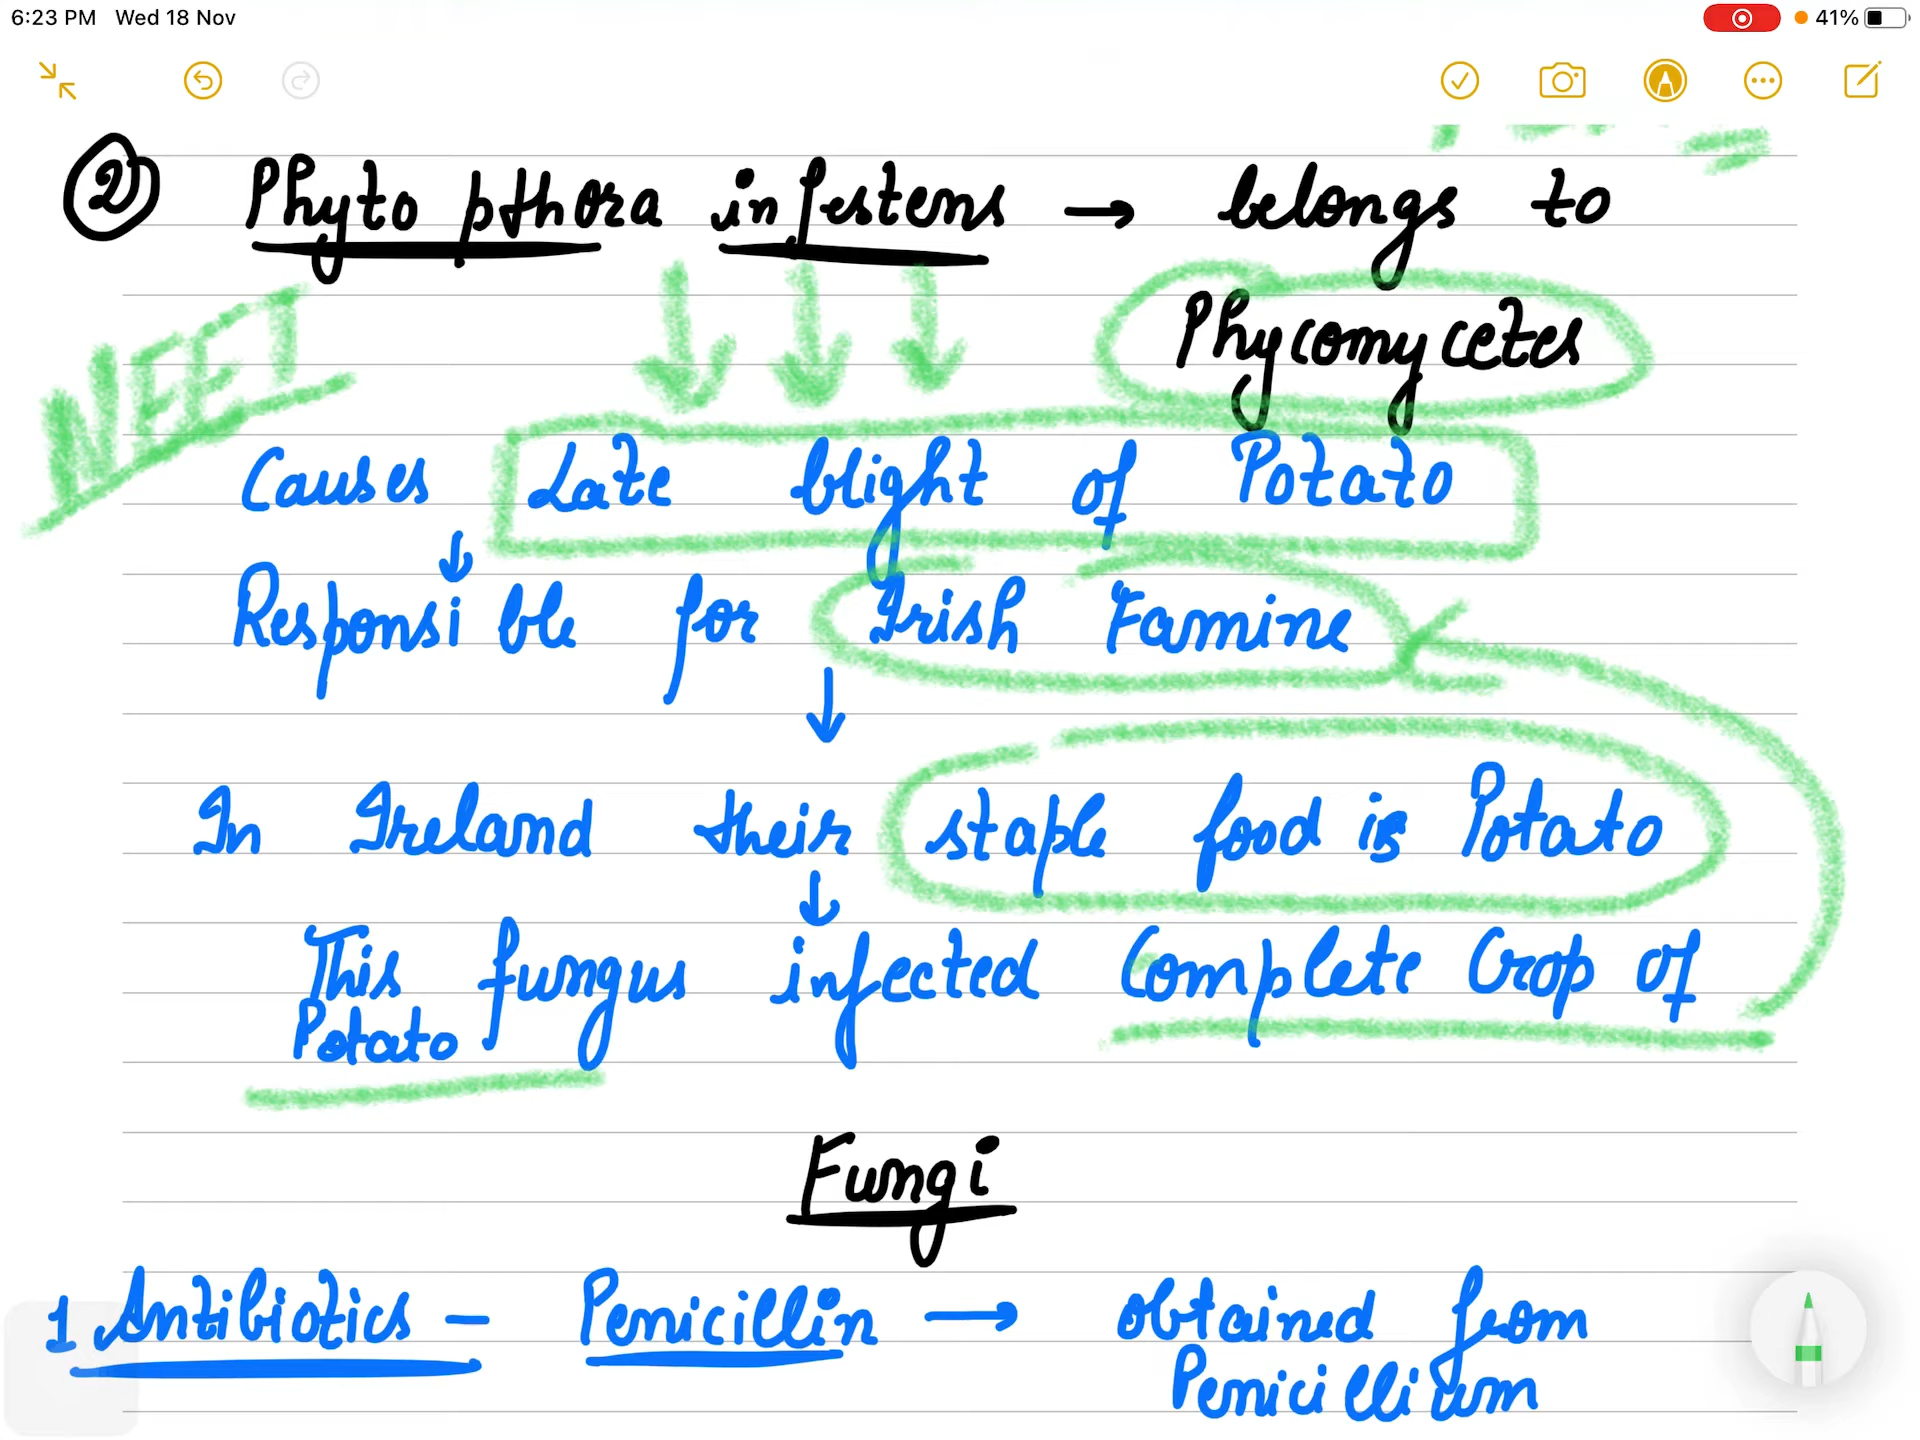 6:23 PM Wed 18 Nov
41%
2 Phyto pthora infestens → belongs to
Phycomycetes
NEET
Causes Late blight of Potato
↓
Responsible for Irish Famine
↓
In Ireland their staple food is Potato
↓
This fungus infected Complete Crop of
Potato
Fungi
1 Antibiotics - Penicillin → obtained from
Penicillium